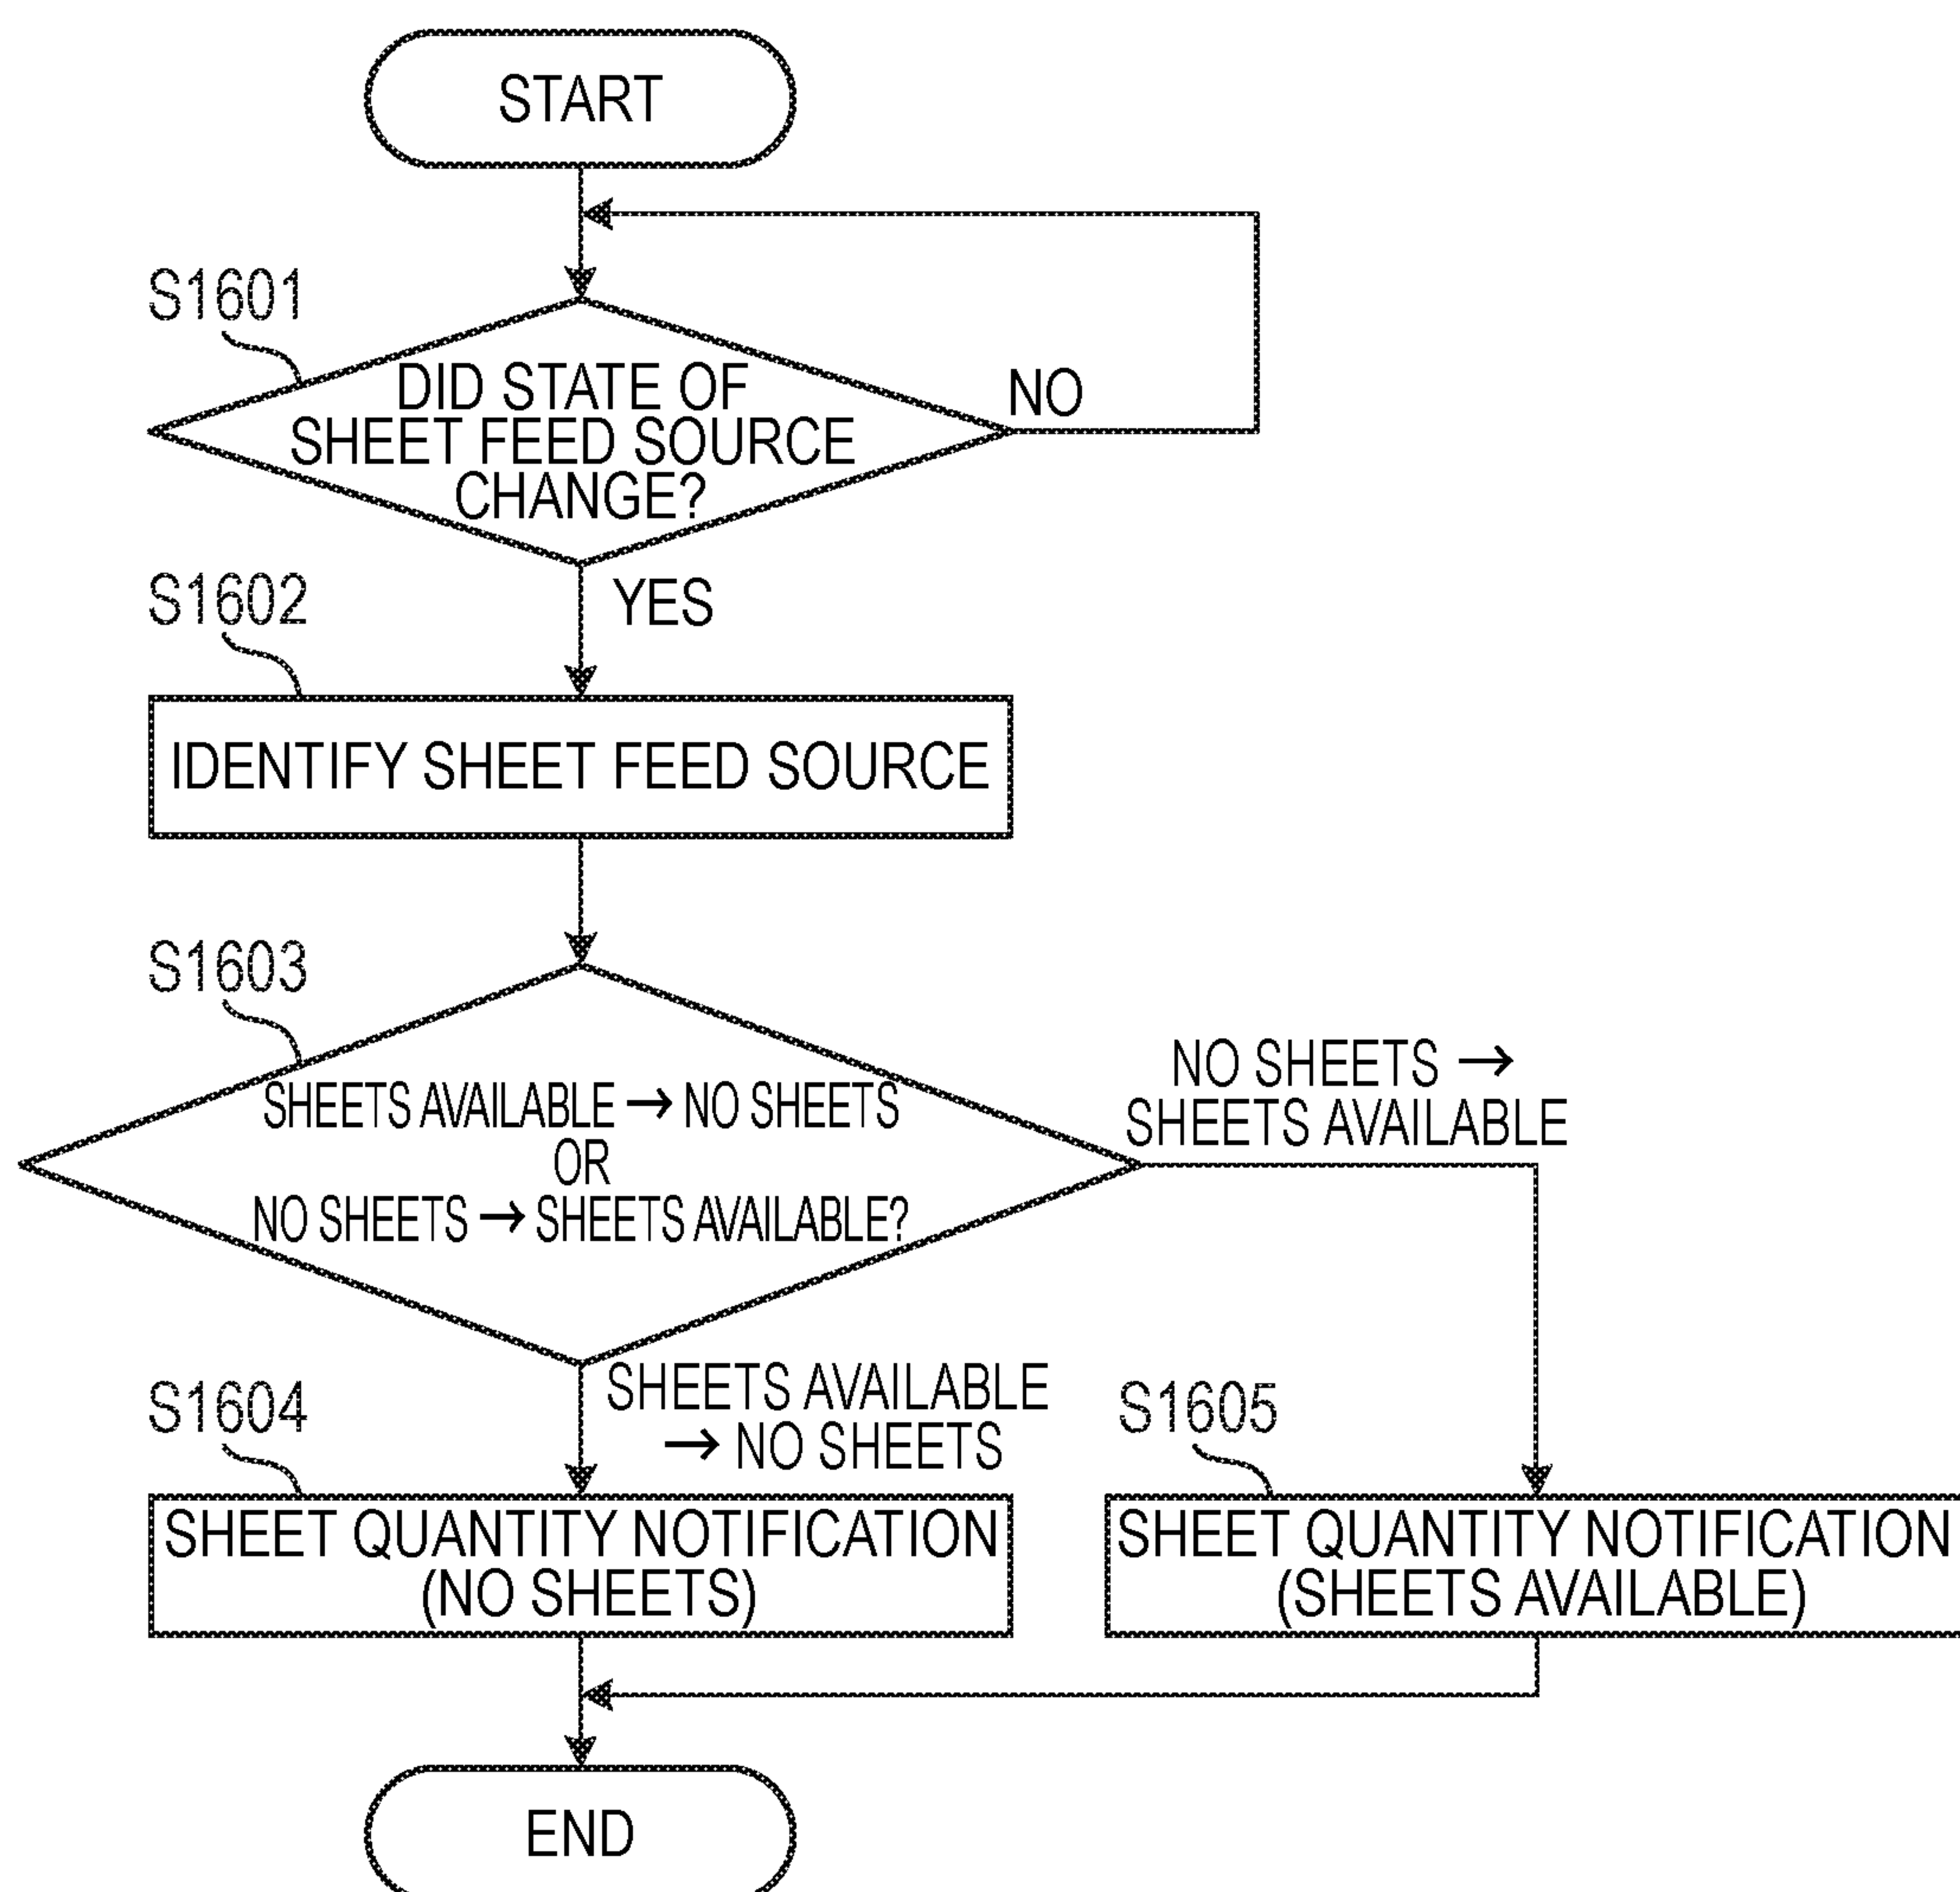 START
S1601
DID STATE OF
SHEET FEED SOURCE
CHANGE?
NO
YES
S1602
IDENTIFY SHEET FEED SOURCE
S1603
SHEETS AVAILABLE → NO SHEETS
OR
NO SHEETS → SHEETS AVAILABLE?
NO SHEETS →
SHEETS AVAILABLE
SHEETS AVAILABLE
→ NO SHEETS
S1604
SHEET QUANTITY NOTIFICATION
(NO SHEETS)
S1605
SHEET QUANTITY NOTIFICATION
(SHEETS AVAILABLE)
END